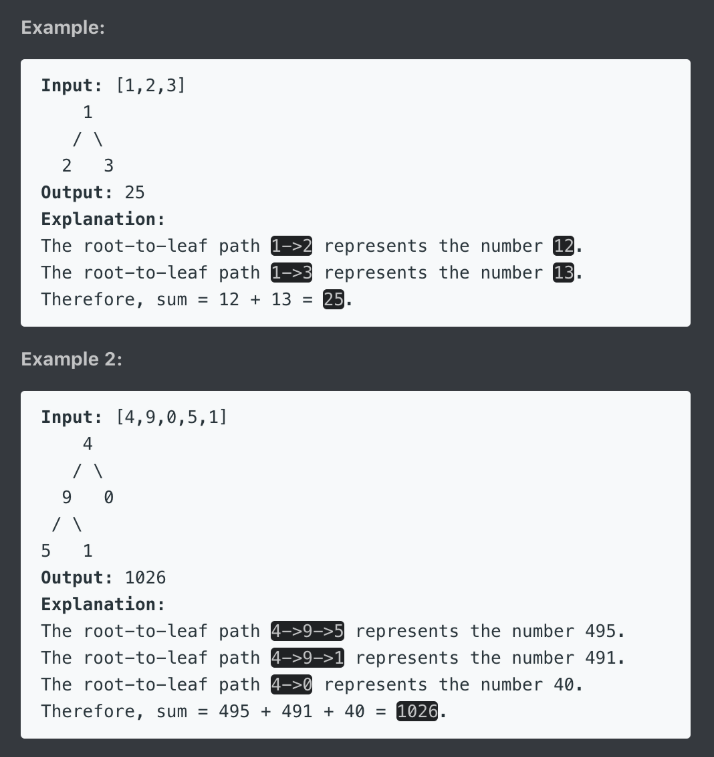 Example:
Input: [1,2,3]
    1
   / \
  2   3
Output: 25
Explanation:
The root-to-leaf path 1->2 represents the number 12.
The root-to-leaf path 1->3 represents the number 13.
Therefore, sum = 12 + 13 = 25.
Example 2:
Input: [4,9,0,5,1]
    4
   / \
  9   0
 / \
5   1
Output: 1026
Explanation:
The root-to-leaf path 4->9->5 represents the number 495.
The root-to-leaf path 4->9->1 represents the number 491.
The root-to-leaf path 4->0 represents the number 40.
Therefore, sum = 495 + 491 + 40 = 1026.